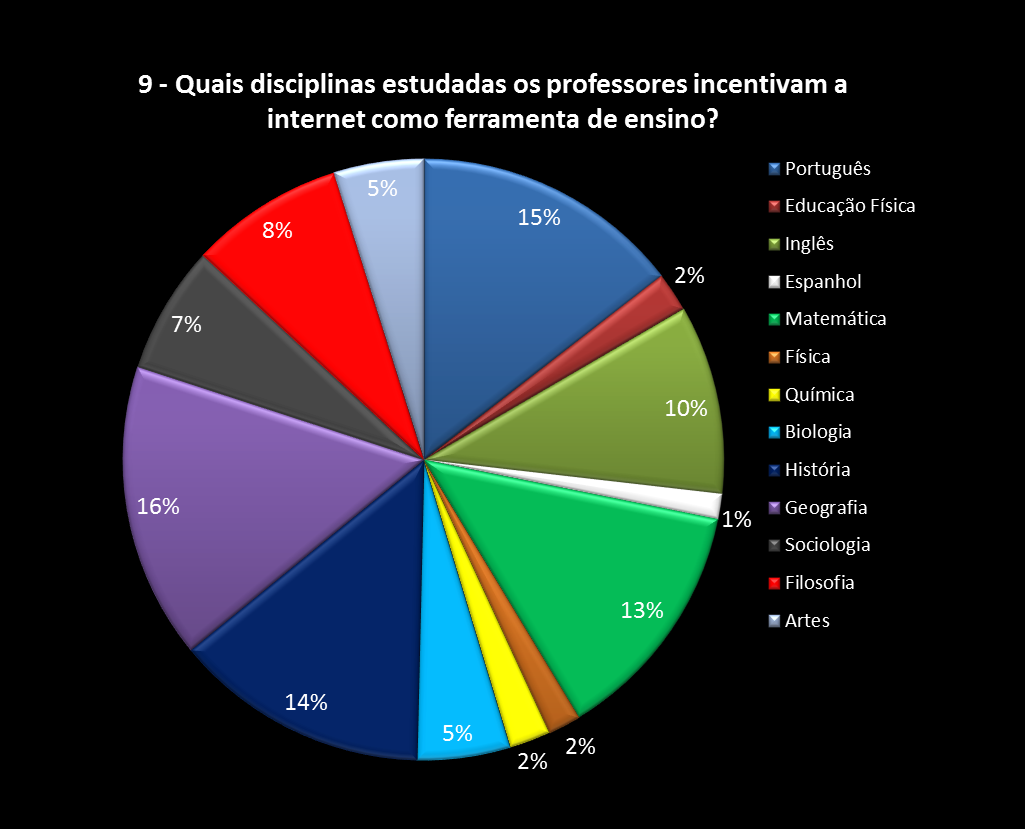 9 - Quais disciplinas estudadas os professores incentivam a
internet como ferramenta de ensino?
Português
Educação Física
Inglês
Espanhol
Matemática
Física
Química
Biologia
História
Geografia
Sociologia
Filosofia
Artes
15%
2%
10%
1%
13%
2%
2%
5%
14%
16%
7%
8%
5%